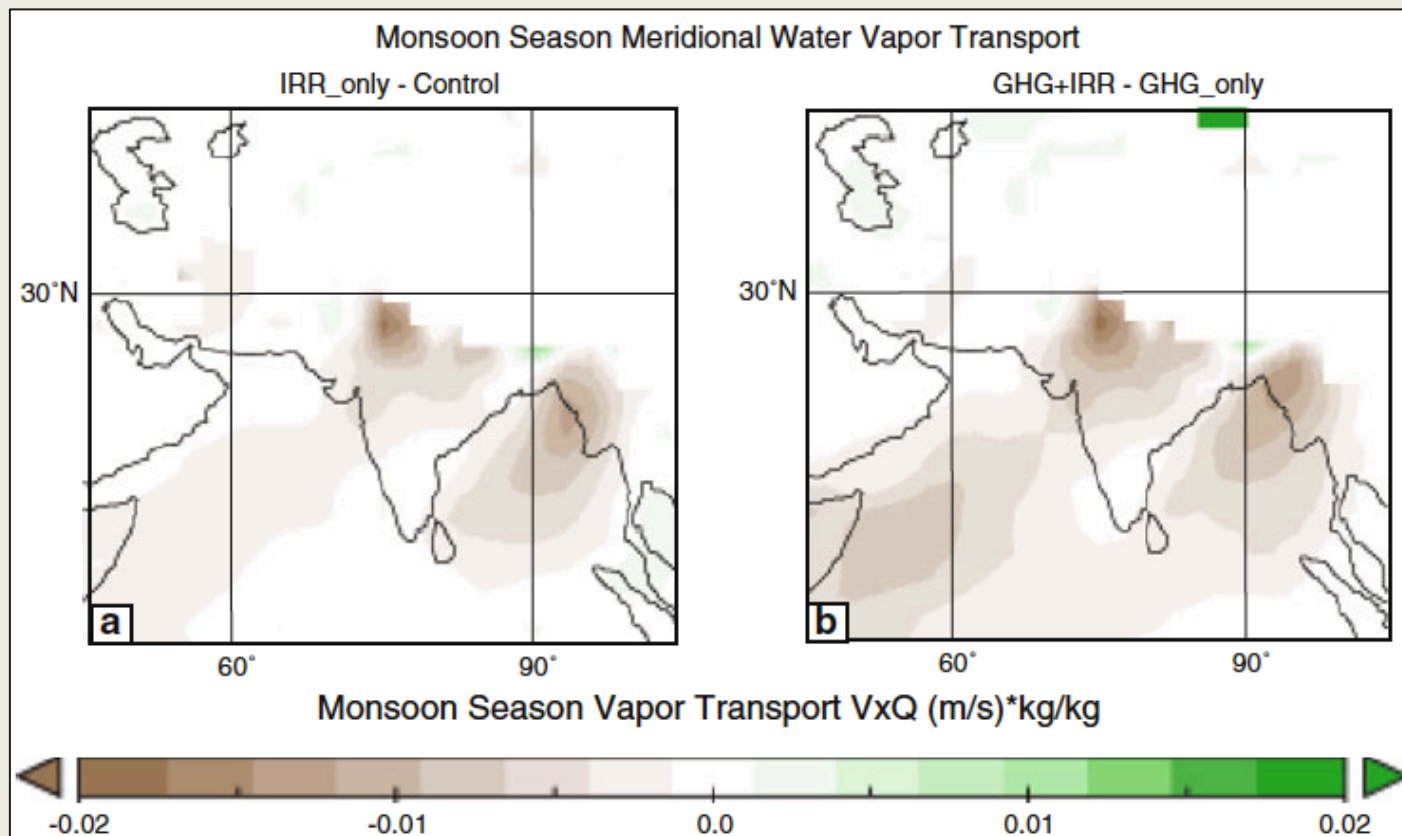 Monsoon Season Meridional Water Vapor Transport
IRR_only - Control
GHG+IRR - GHG_only
30˚N
30˚N
a
b
60˚
90˚
60˚
90˚
Monsoon Season Vapor Transport VxQ (m/s)*kg/kg
-0.02
-0.01
0.0
0.01
0.02